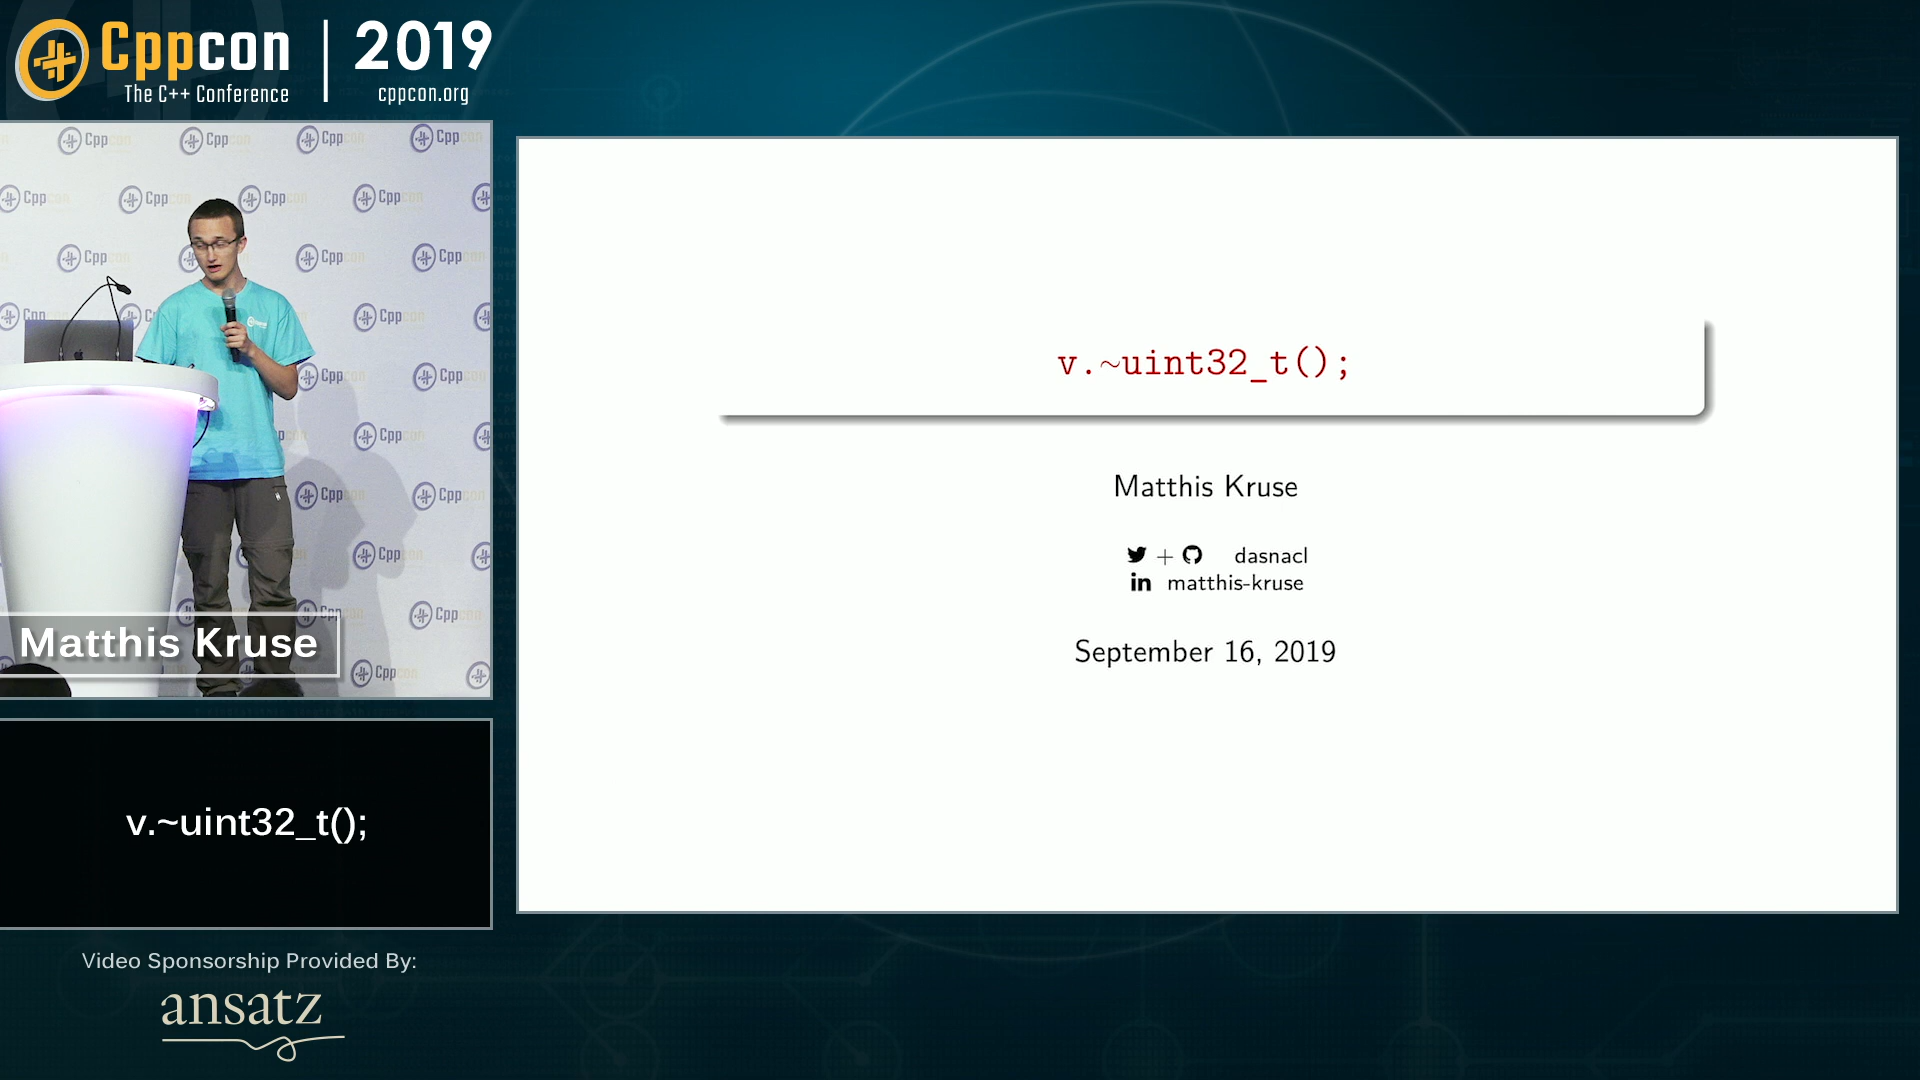 Cppcon
The C++ Conference
2019
cppcon.org
Matthis Kruse
v.~uint32_t();
Video Sponsorship Provided By:
ansatz
v.~uint32_t();
Matthis Kruse
+ dasnacl
in matthis-kruse
September 16, 2019